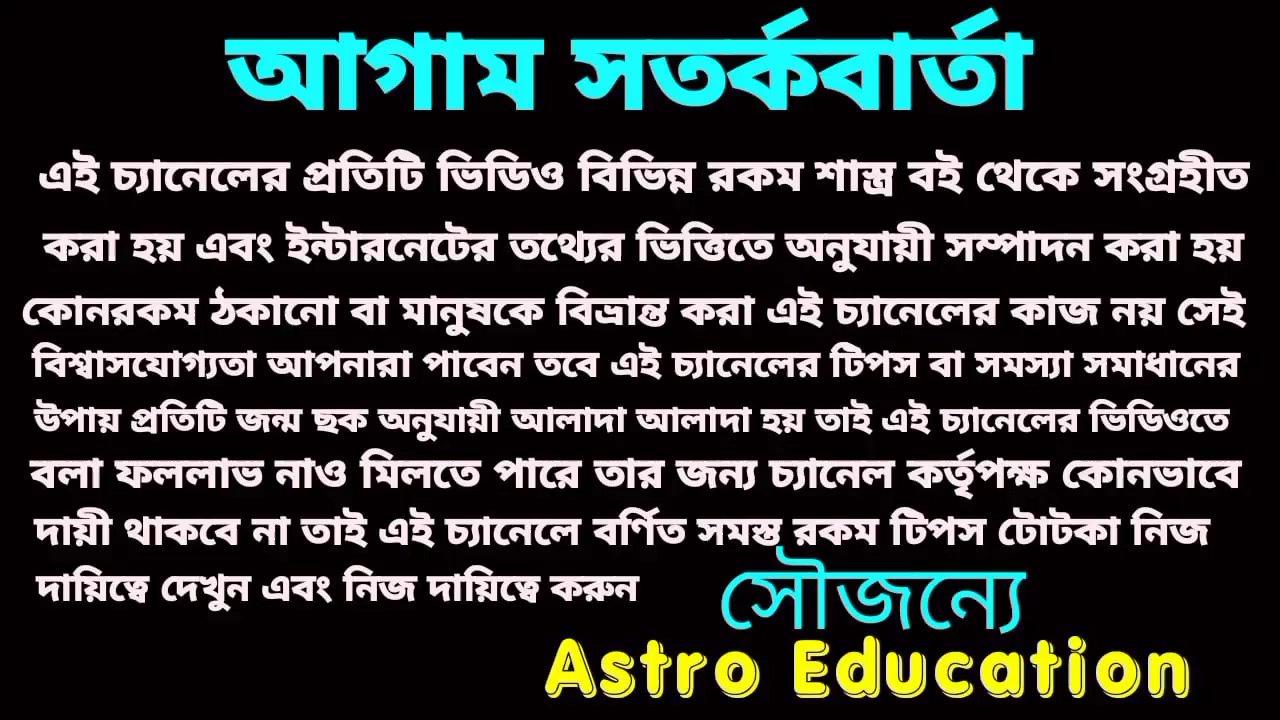 আগাম সতর্কবার্তা
এই চ্যানেলের প্রতিটি ভিডিও বিভিন্ন রকম শাস্ত্র বই থেকে সংগ্রহীত
করা হয় এবং ইন্টারনেটের তথ্যের ভিত্তিতে অনুযায়ী সম্পাদন করা হয়
কোনরকম ঠকানো বা মানুষকে বিভ্রান্ত করা এই চ্যানেলের কাজ নয় সেই
বিশ্বাসযোগ্যতা আপনারা পাবেন তবে এই চ্যানেলের টিপস বা সমস্যা সমাধানের
উপায় প্রতিটি জন্ম ছক অনুযায়ী আলাদা আলাদা হয় তাই এই চ্যানেলের ভিডিওতে
বলা ফললাভ নাও মিলতে পারে তার জন্য চ্যানেল কর্তৃপক্ষ কোনভাবে
দায়ী থাকবে না তাই এই চ্যানেলে বর্ণিত সমস্ত রকম টিপস টোটকা নিজ
দায়িত্বে দেখুন এবং নিজ দায়িত্বে করুন
সৌজন্যে
Astro Education